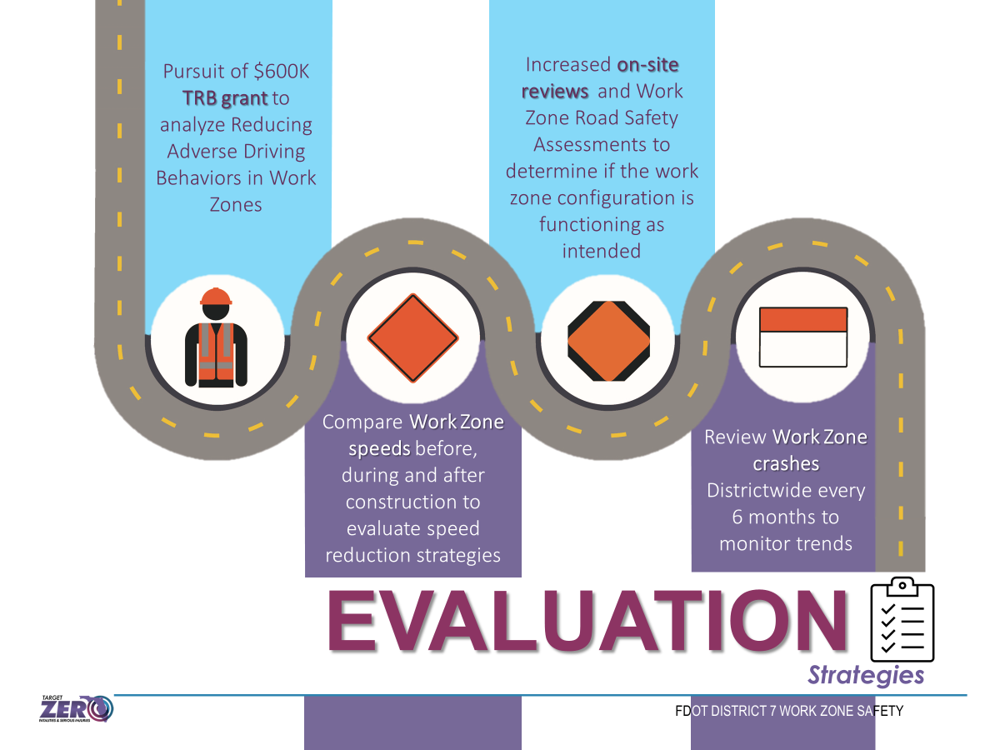 Pursuit of $600K
TRB grant to
analyze Reducing
Adverse Driving
Behaviors in Work
Zones
Compare Work Zone
speeds before,
during and after
construction to
evaluate speed
reduction strategies
Increased on-site
reviews and Work
Zone Road Safety
Assessments to
determine if the work
zone configuration is
functioning as
intended
Review Work Zone
crashes
Districtwide every
6 months to
monitor trends
EVALUATION
Strategies
TARGET
ZERO
FATALITIES & SERIOUS INJURIES
FDOT DISTRICT 7 WORK ZONE SAFETY